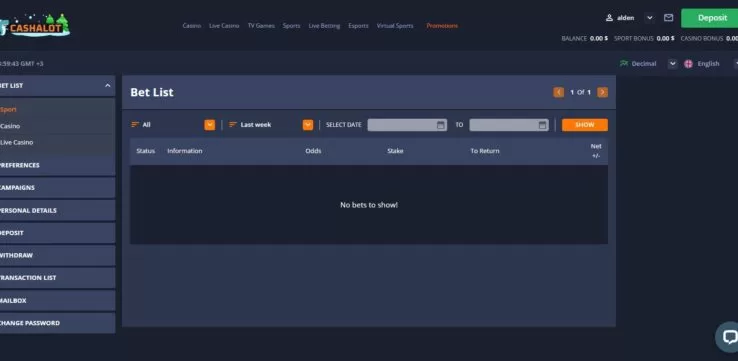 CASHALOT
Casino Live Casino TV Games Sports Live Betting Esports Virtual Sports Promotions
alden
Deposit
BALANCE 0.00 $ SPORT BONUS 0.00 $ CASINO BONUS 0.00
:59:43 GMT +3
Decimal English
BET LIST
Sport
Casino
Live Casino
PREFERENCES
CAMPAIGNS
PERSONAL DETAILS
DEPOSIT
WITHDRAW
TRANSACTION LIST
MAILBOX
CHANGE PASSWORD
Bet List
1 Of 1
All Last week SELECT DATE TO SHOW
Status Information Odds Stake To Return Net +/-
No bets to show!